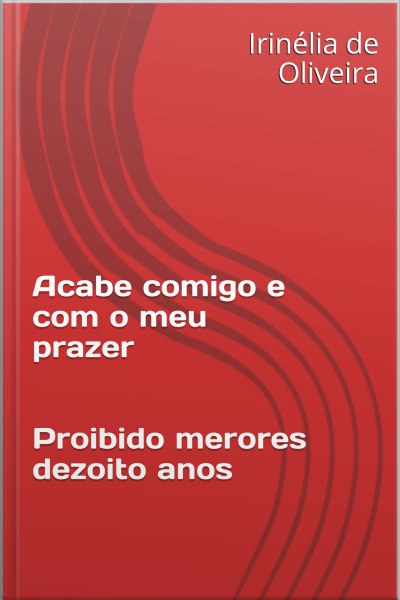 Irinélia de
Oliveira
Acabe comigo e
com o meu
prazer
Proibido merores
dezoito anos